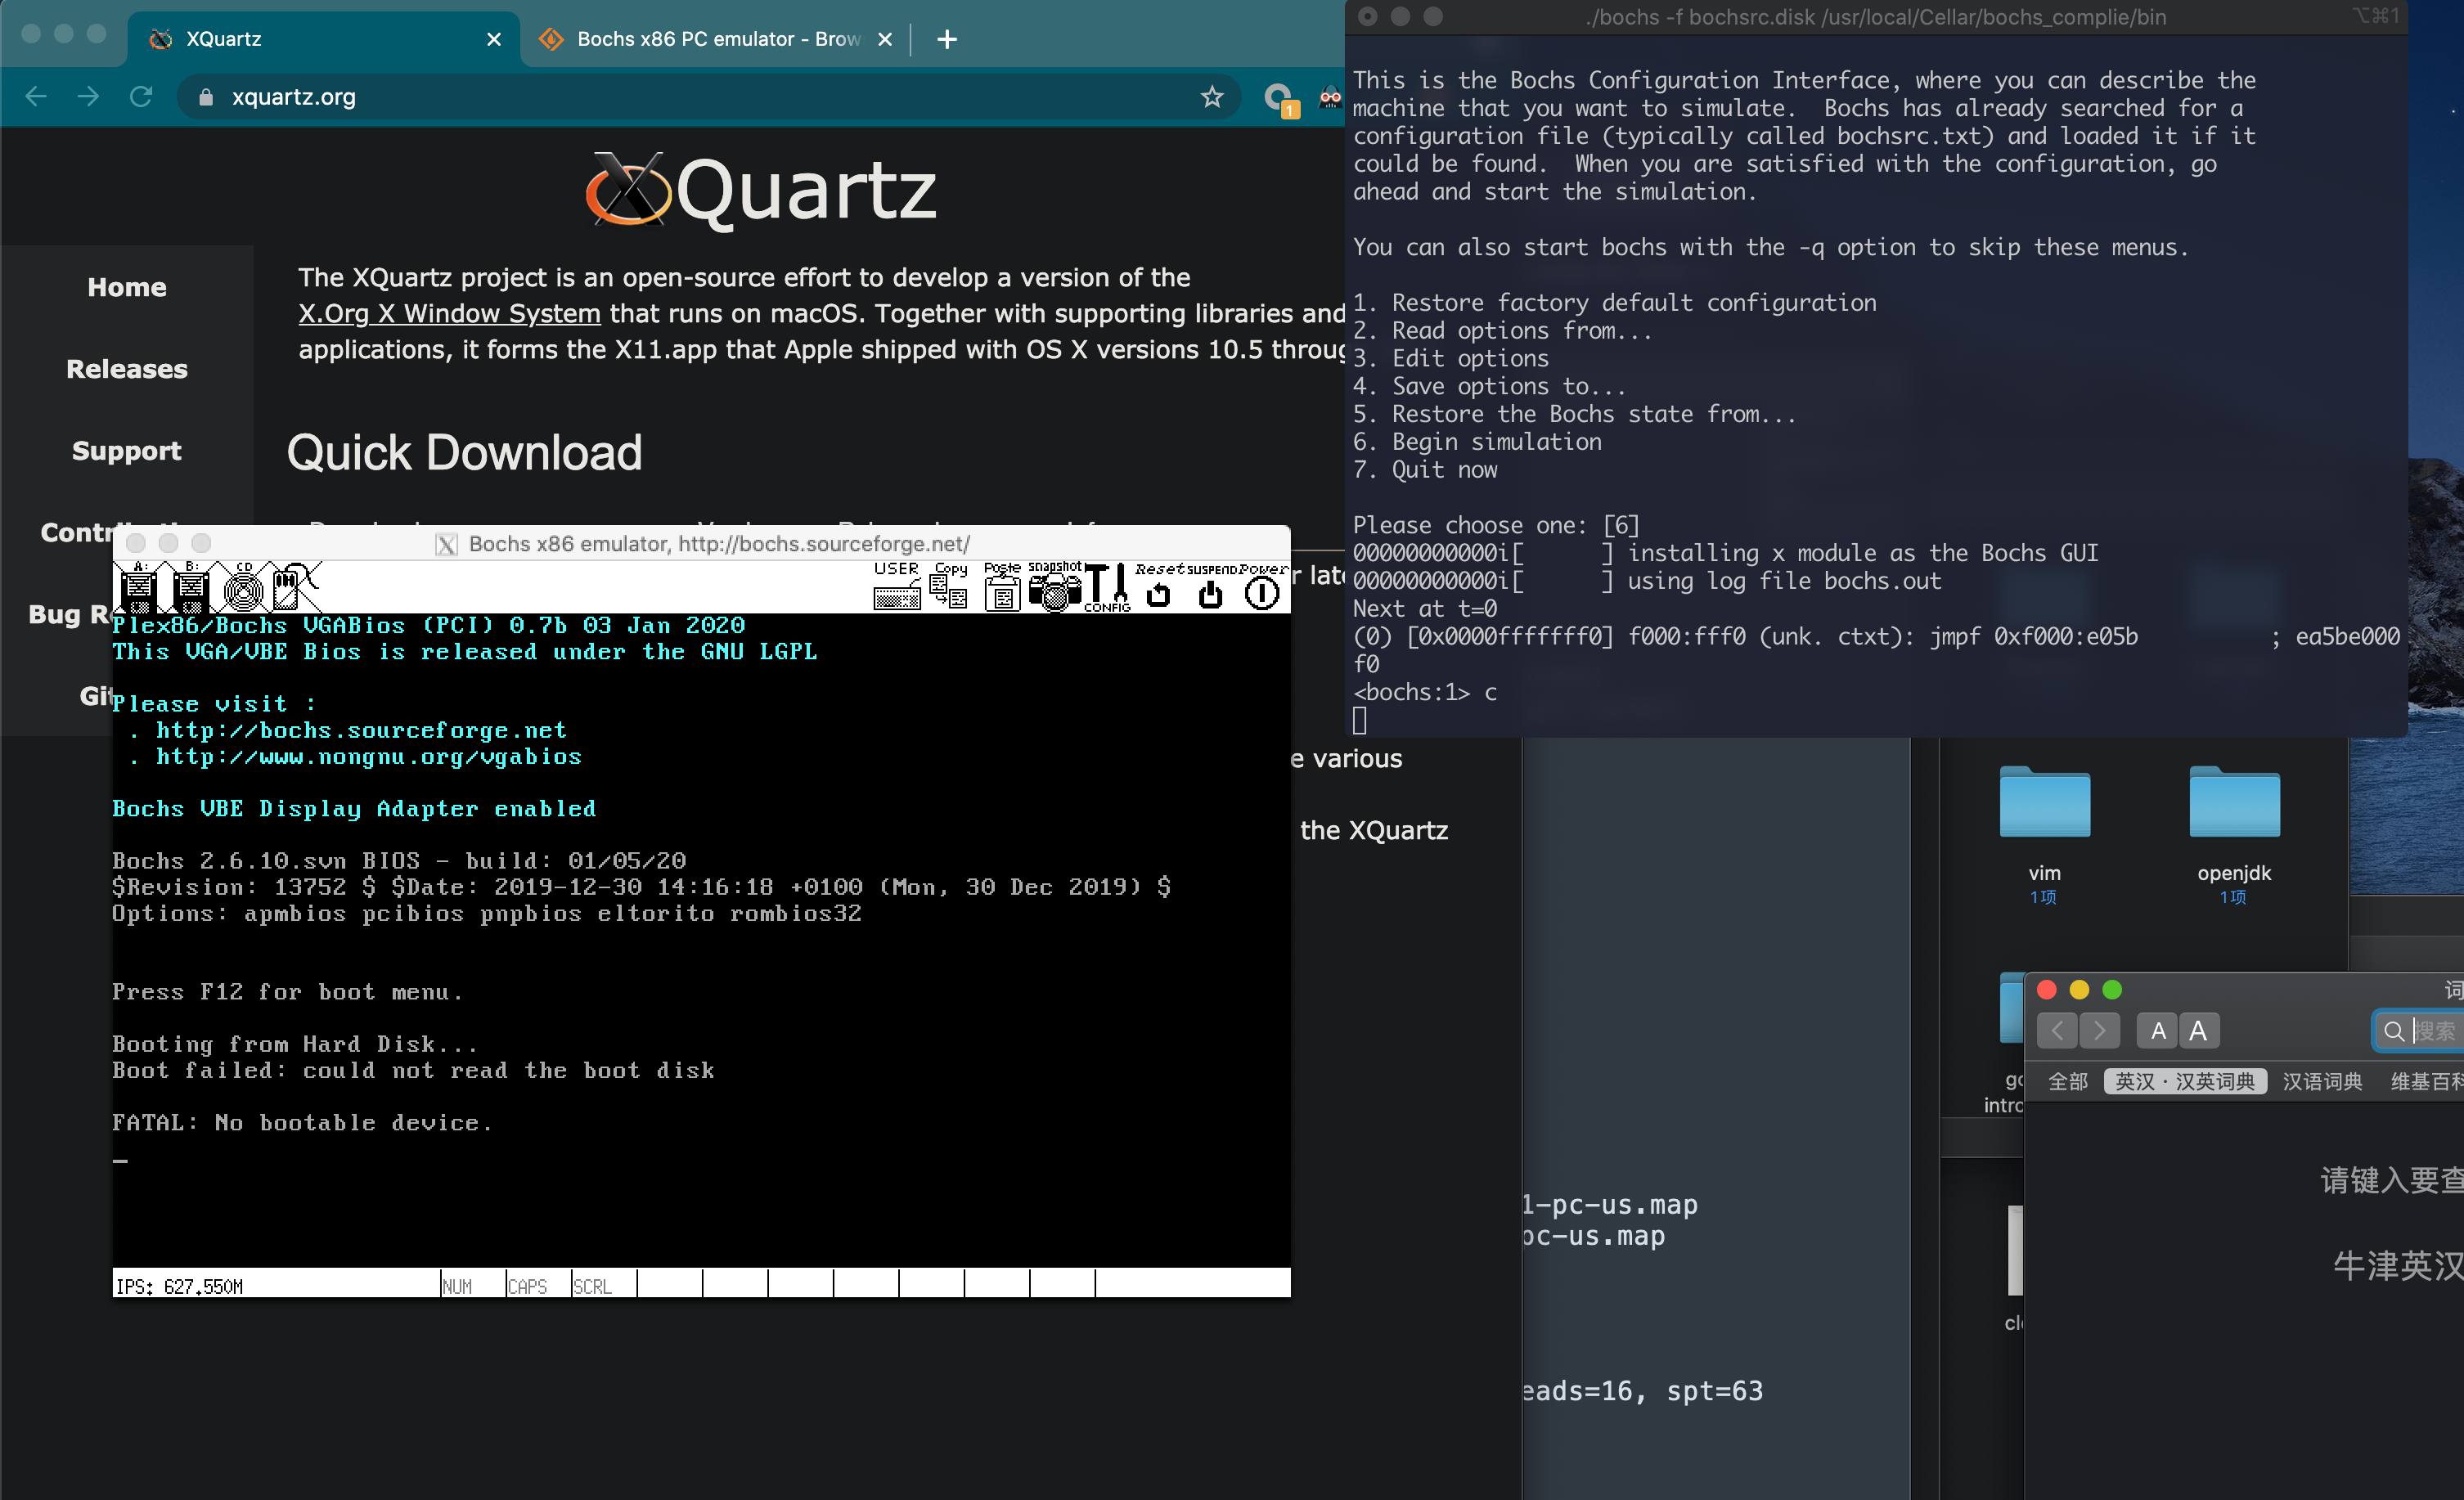 XQuartz
Bochs x86 PC emulator - Brow
xquartz.org
1
XQuartz
Home
Releases
Support
Bug R
Git
The XQuartz project is an open-source effort to develop a version of the
X.Org X Window System that runs on macOS. Together with supporting libraries and
applications, it forms the X11.app that Apple shipped with OS X versions 10.5 throug
Quick Download
r late
e various
the XQuartz
Bochs x86 emulator, http://bochs.sourceforge.net/
A:
B:
CD
USER
Copy
Paste
snapshot
CONFIG
Reset
SUSPEND
Power
Plex86/Bochs VGABios (PCI) 0.7b 03 Jan 2020
This VGA/VBE Bios is released under the GNU LGPL
Please visit :
. http://bochs.sourceforge.net
. http://www.nongnu.org/vgabios
Bochs VBE Display Adapter enabled
Bochs 2.6.10.svn BIOS - build: 01/05/20
$Revision: 13752 $ $Date: 2019-12-30 14:16:18 +0100 (Mon, 30 Dec 2019) $
Options: apmbios pcibios pnpbios eltorito rombios32
Press F12 for boot menu.
Booting from Hard Disk...
Boot failed: could not read the boot disk
FATAL: No bootable device.
IPS: 627.550M
NUM
CAPS
SCRL
./bochs -f bochsrc.disk /usr/local/Cellar/bochs_complie/bin
⌥⌘1
This is the Bochs Configuration Interface, where you can describe the
machine that you want to simulate.  Bochs has already searched for a
configuration file (typically called bochsrc.txt) and loaded it if it
could be found.  When you are satisfied with the configuration, go
ahead and start the simulation.
You can also start bochs with the -q option to skip these menus.
1. Restore factory default configuration
2. Read options from...
3. Edit options
4. Save options to...
5. Restore the Bochs state from...
6. Begin simulation
7. Quit now
Please choose one: [6]
00000000000i[      ] installing x module as the Bochs GUI
00000000000i[      ] using log file bochs.out
Next at t=0
(0) [0x0000fffffff0] f000:fff0 (unk. ctxt): jmpf 0xf000:e05b          ; ea5be000
f0
<bochs:1> c
1-pc-us.map
pc-us.map
eads=16, spt=63
vim
1项
openjdk
1项
go
intro
cle
词
A A
搜索
全部
英汉 · 汉英词典
汉语词典
维基百科
请键入要查
牛津英汉